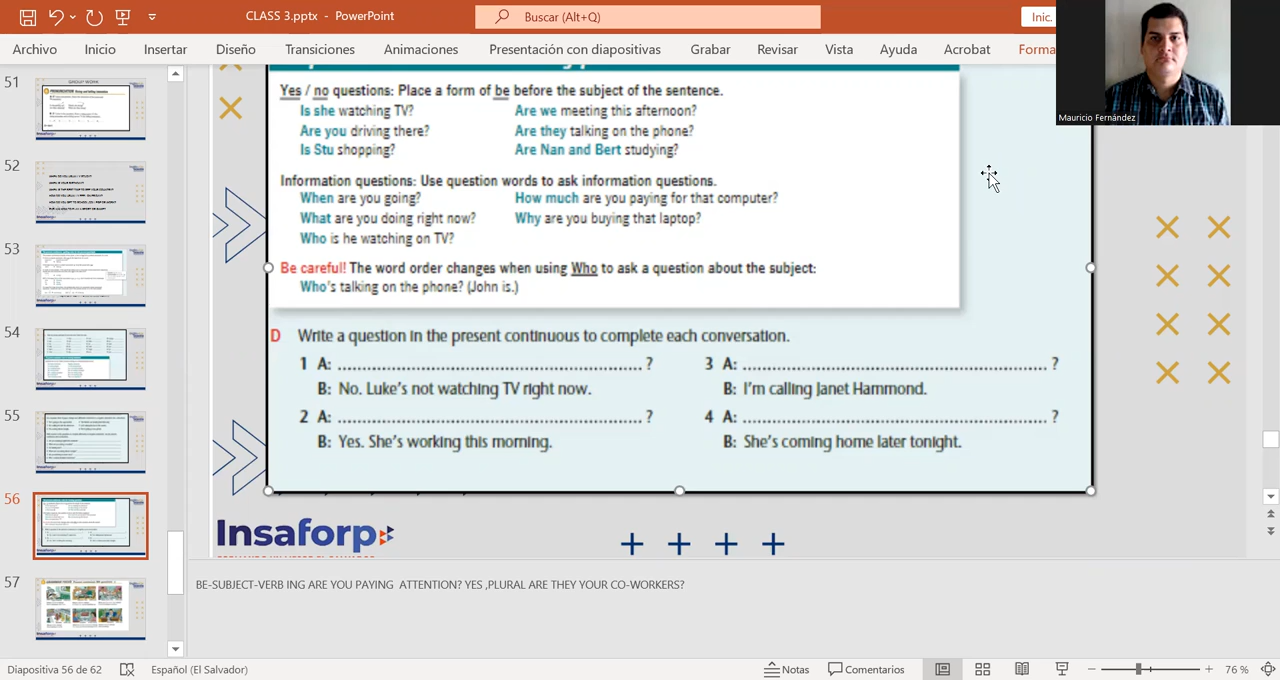 CLASS 3.pptx - PowerPoint
Buscar (Alt+Q)
Inic.
Archivo Inicio Insertar Diseño Transiciones Animaciones Presentación con diapositivas Grabar Revisar Vista Ayuda Acrobat Forma
Mauricio Fernández
Yes / no questions: Place a form of be before the subject of the sentence.
Is she watching TV? Are we meeting this afternoon?
Are you driving there? Are they talking on the phone?
Is Stu shopping? Are Nan and Bert studying?
Information questions: Use question words to ask information questions.
When are you going? How much are you paying for that computer?
What are you doing right now? Why are you buying that laptop?
Who is he watching on TV?
Be careful! The word order changes when using Who to ask a question about the subject:
Who's talking on the phone? (John is.)
D Write a question in the present continuous to complete each conversation.
1 A: ............................................................ ? 3 A: ............................................................ ?
B: No. Luke's not watching TV right now. B: I'm calling Janet Hammond.
2 A: ............................................................ ? 4 A: ............................................................ ?
B: Yes. She's working this morning. B: She's coming home later tonight.
Insaforp
51
52
53
54
55
56
57
BE-SUBJECT-VERB ING ARE YOU PAYING ATTENTION? YES ,PLURAL ARE THEY YOUR CO-WORKERS?
Diapositiva 56 de 62 Español (El Salvador) Notas Comentarios 76 %